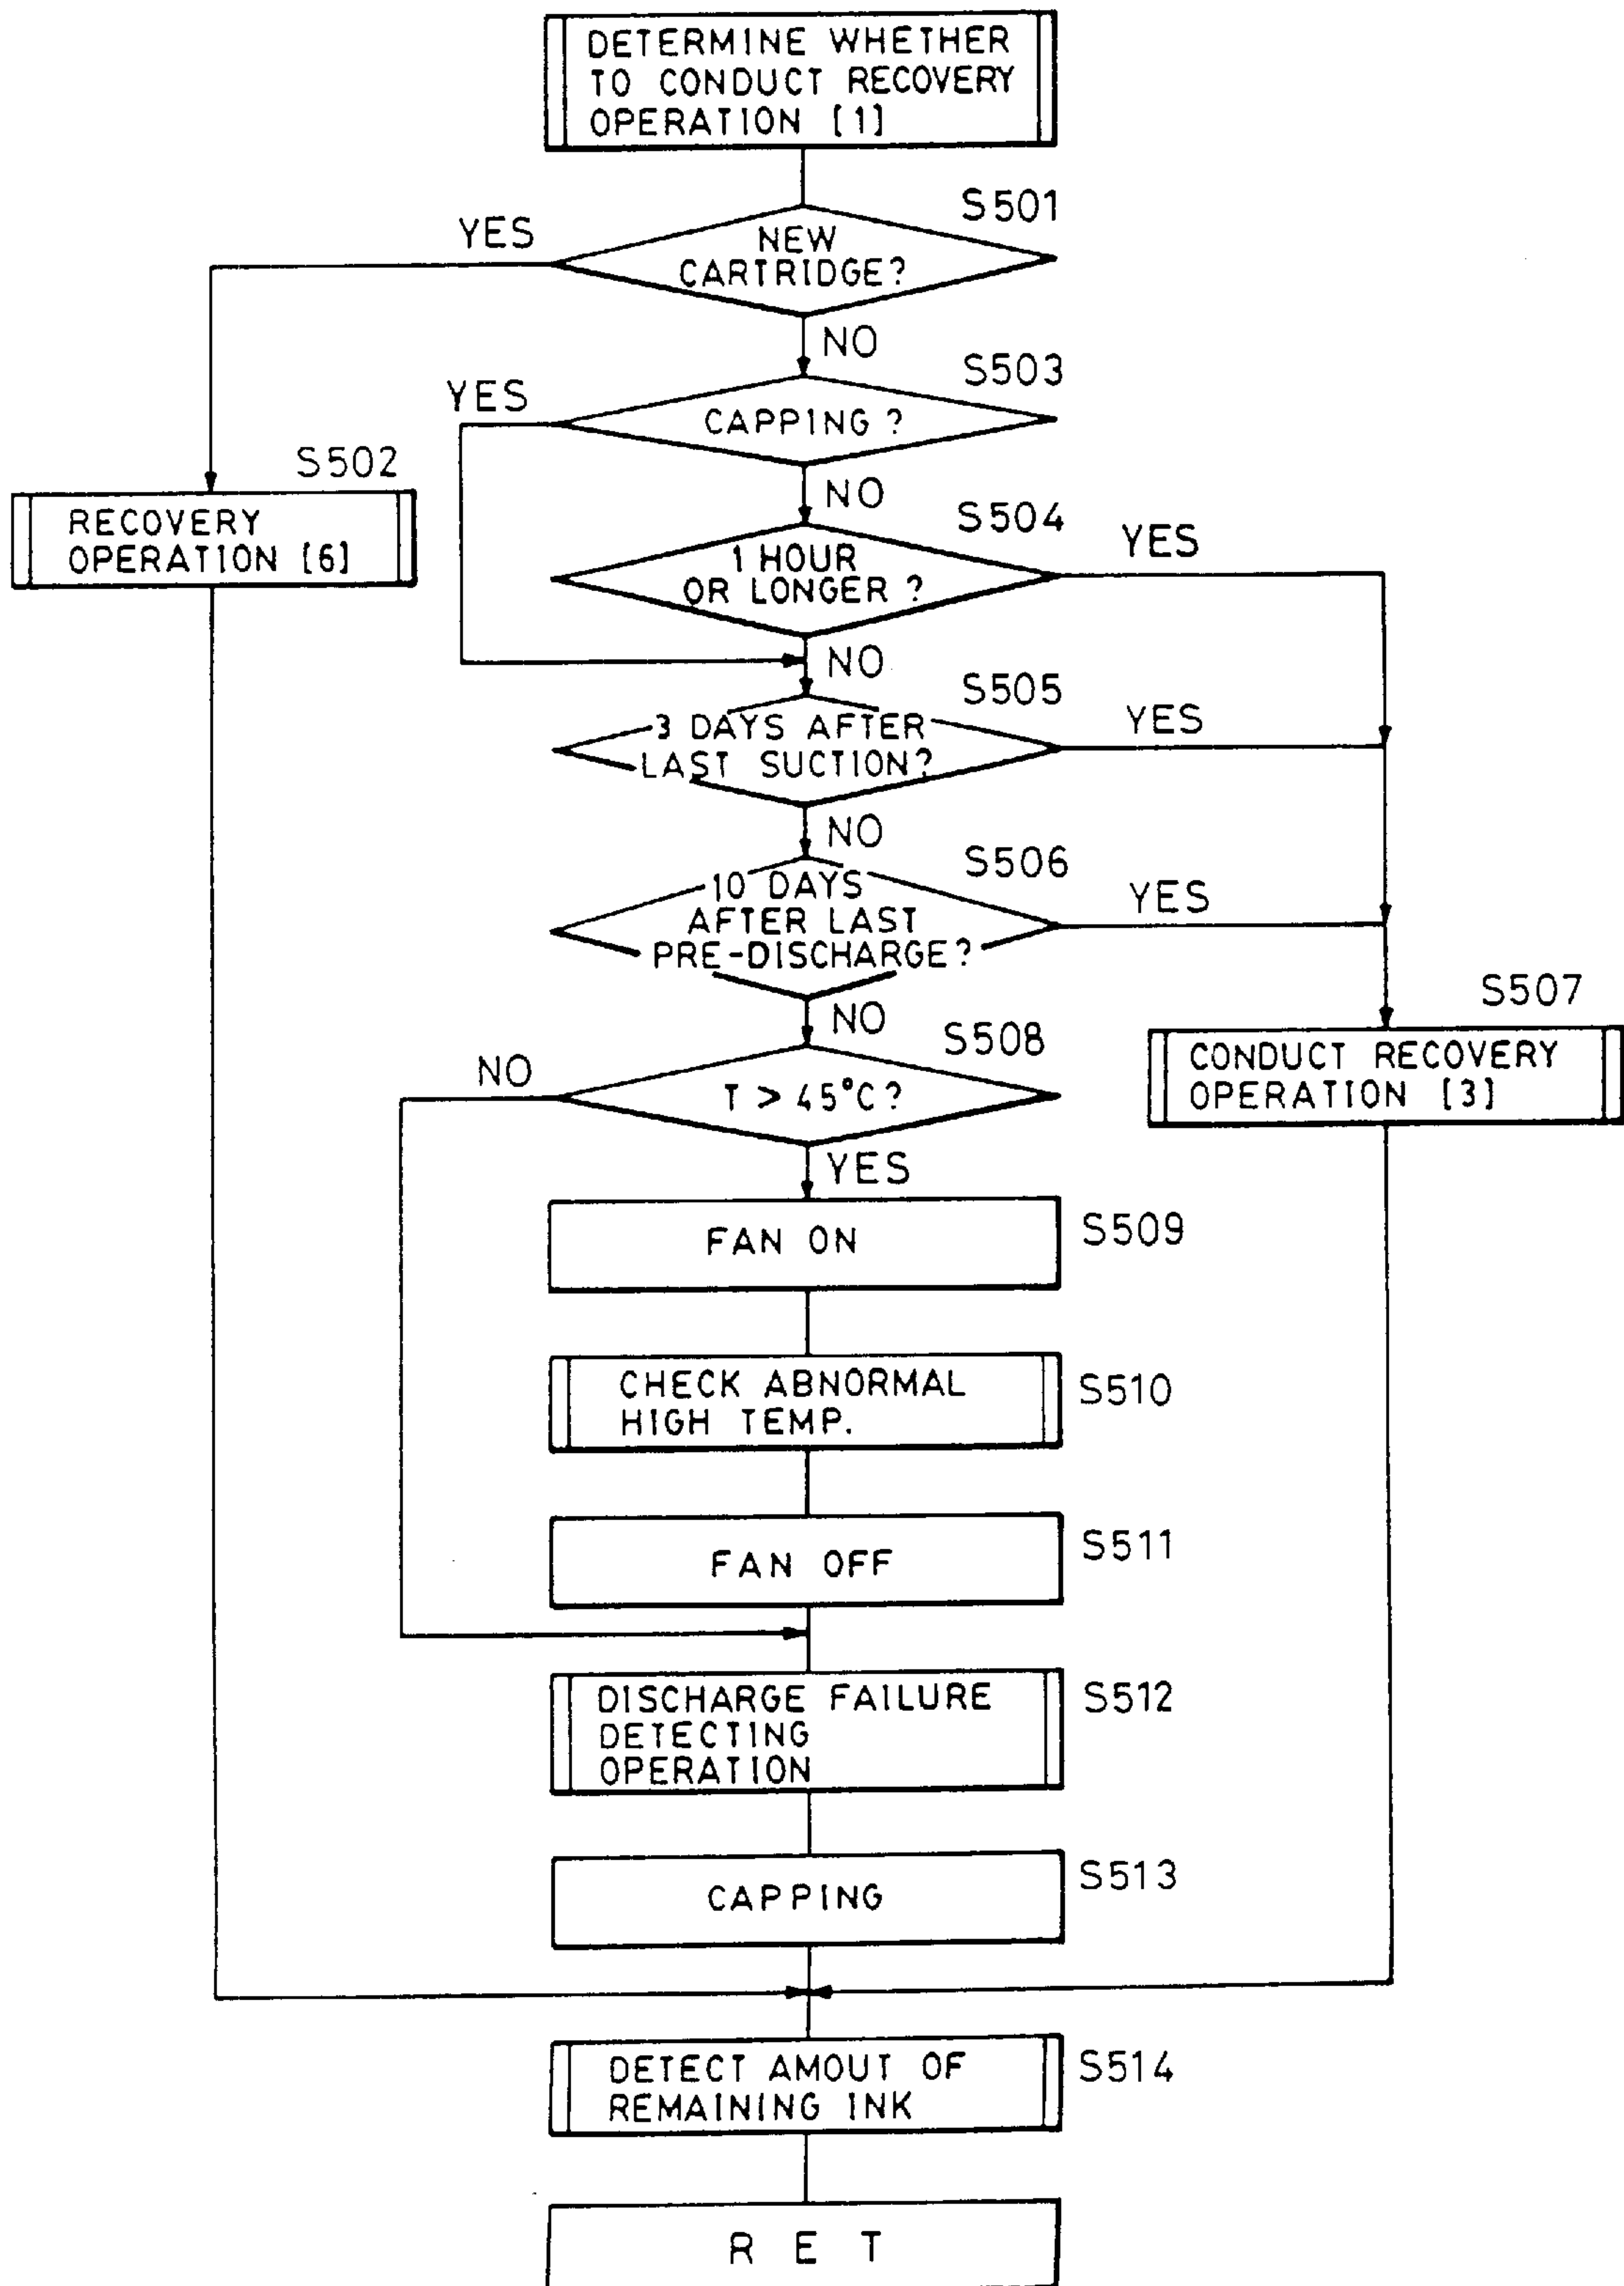 DETERMINE WHETHER
TO CONDUCT RECOVERY
OPERATION [1]
S501
YES
NEW
CARTRIDGE?
NO
S503
YES
CAPPING ?
S502
NO
S504
RECOVERY
OPERATION [6]
1 HOUR
OR LONGER ?
YES
NO
S505
3 DAYS AFTER
LAST SUCTION?
YES
NO
S506
10 DAYS
AFTER LAST
PRE-DISCHARGE?
YES
NO
S507
S508
CONDUCT RECOVERY
OPERATION [3]
NO
T > 45°C?
YES
FAN ON
S509
CHECK ABNORMAL
HIGH TEMP.
S510
FAN OFF
S511
DISCHARGE FAILURE
DETECTING
OPERATION
S512
CAPPING
S513
DETECT AMOUT OF
REMAINING INK
S514
R E T